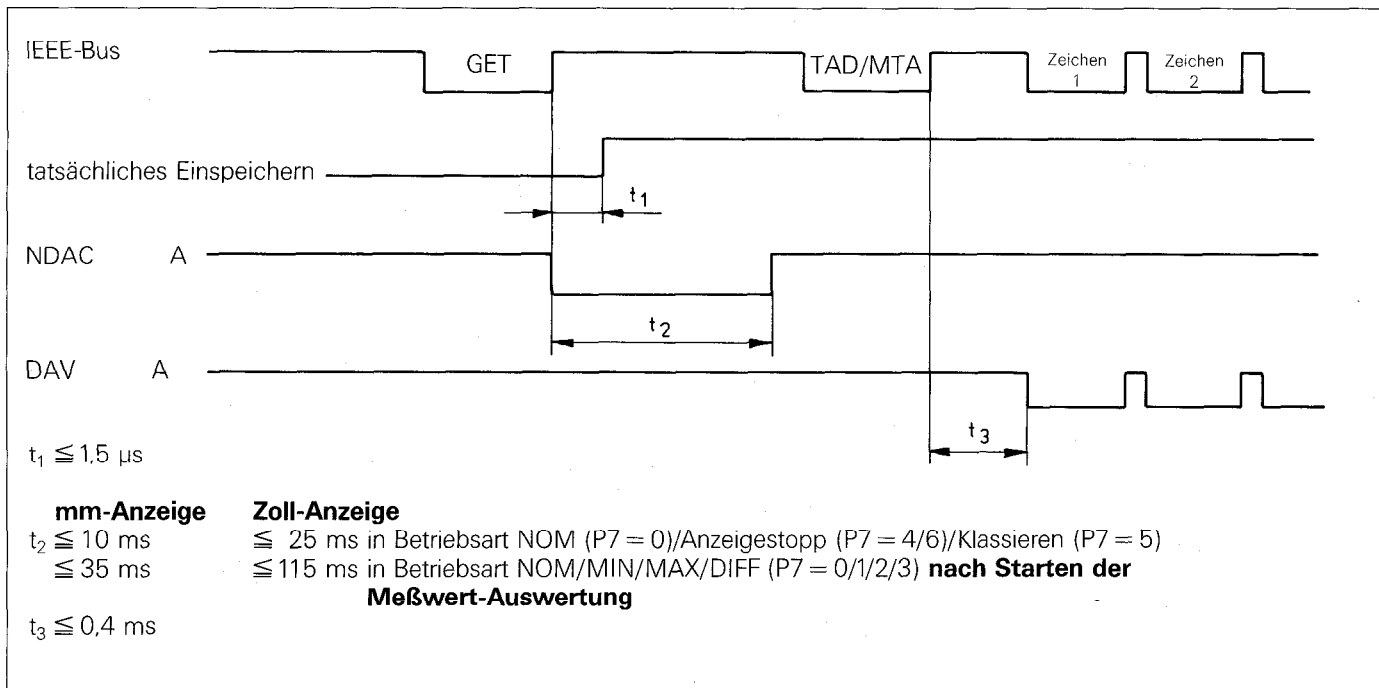 IEEE-Bus
GET
TAD/MTA
Zeichen
1
Zeichen
2
tatsächliches Einspeichern
t₁
NDAC A
t₂
DAV A
t₃
t₁ ≦ 1,5 µs
mm-Anzeige Zoll-Anzeige
t₂ ≦ 10 ms ≦ 25 ms in Betriebsart NOM (P7 = 0)/Anzeigestopp (P7 = 4/6)/Klassieren (P7 = 5)
≦ 35 ms ≦ 115 ms in Betriebsart NOM/MIN/MAX/DIFF (P7 = 0/1/2/3) nach Starten der
Meßwert-Auswertung
t₃ ≦ 0,4 ms